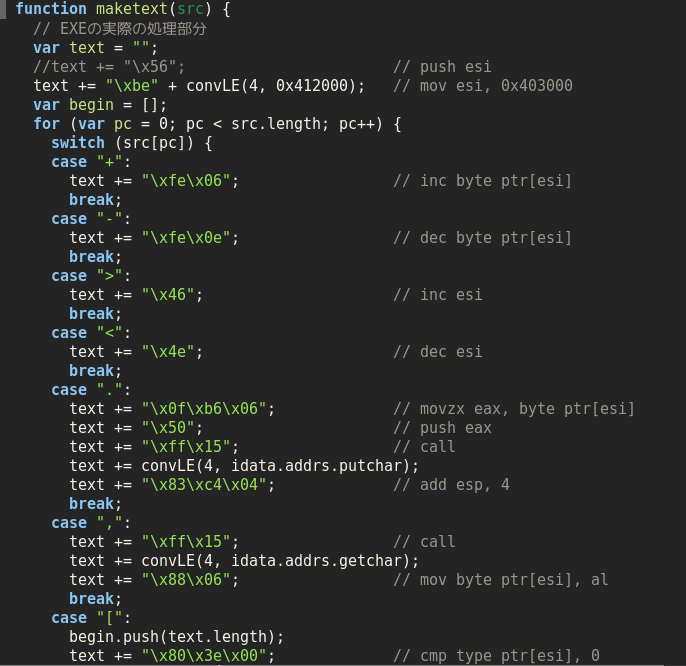 function maketext(src) {
  // EXEの実際の処理部分
  var text = "";
  //text += "\x56";                       // push esi
  text += "\xbe" + convLE(4, 0x412000);   // mov esi, 0x403000
  var begin = [];
  for (var pc = 0; pc < src.length; pc++) {
    switch (src[pc]) {
    case "+":
      text += "\xfe\x06";                 // inc byte ptr[esi]
      break;
    case "-":
      text += "\xfe\x0e";                 // dec byte ptr[esi]
      break;
    case ">":
      text += "\x46";                     // inc esi
      break;
    case "<":
      text += "\x4e";                     // dec esi
      break;
    case ".":
      text += "\x0f\xb6\x06";             // movzx eax, byte ptr[esi]
      text += "\x50";                     // push eax
      text += "\xff\x15";                 // call
      text += convLE(4, idata.addrs.putchar);
      text += "\x83\xc4\x04";             // add esp, 4
      break;
    case ",":
      text += "\xff\x15";                 // call
      text += convLE(4, idata.addrs.getchar);
      text += "\x88\x06";                 // mov byte ptr[esi], al
      break;
    case "[":
      begin.push(text.length);
      text += "\x80\x3e\x00";             // cmp type ptr[esi], 0